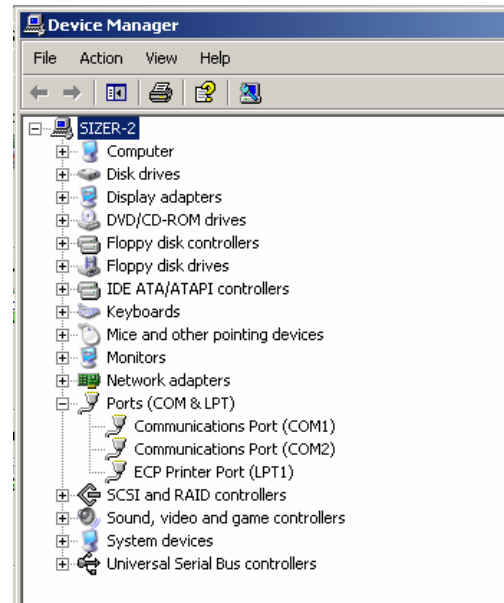 Device Manager
File Action View Help
SIZER-2
Computer
Disk drives
Display adapters
DVD/CD-ROM drives
Floppy disk controllers
Floppy disk drives
IDE ATA/ATAPI controllers
Keyboards
Mice and other pointing devices
Monitors
Network adapters
Ports (COM & LPT)
Communications Port (COM1)
Communications Port (COM2)
ECP Printer Port (LPT1)
SCSI and RAID controllers
Sound, video and game controllers
System devices
Universal Serial Bus controllers